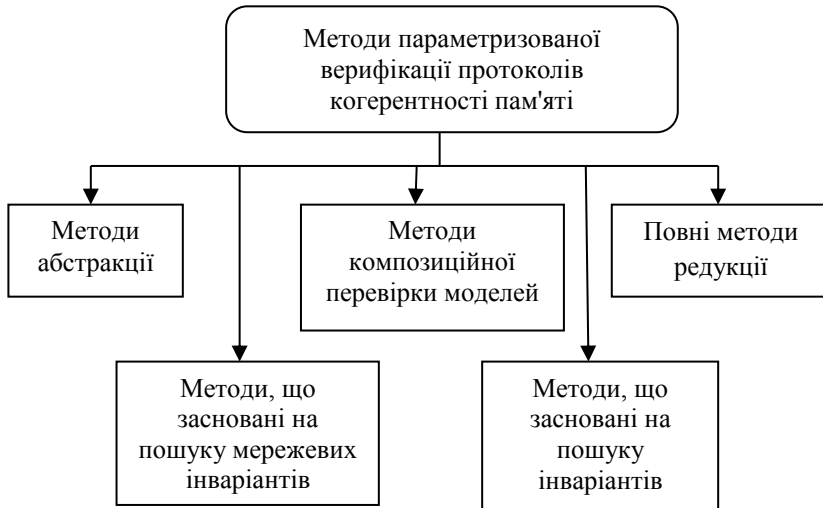 Методи параметризованої
верифікації протоколів
когерентності пам'яті
Методи
абстракції
Методи
композиційної
перевірки моделей
Повні методи
редукції
Методи, що
засновані на
пошуку мережевих
інваріантів
Методи, що
засновані на
пошуку
інваріантів